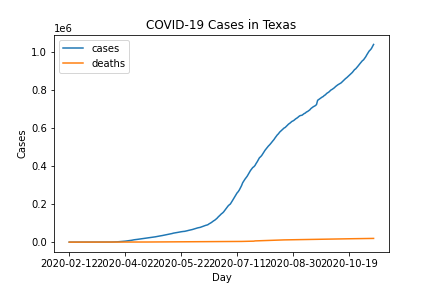 COVID-19 Cases in Texas
1e6
cases
deaths
1.0
0.8
0.6
0.4
0.2
0.0
Cases
2020-02-12 2020-04-02 2020-05-22 2020-07-11 2020-08-30 2020-10-19
Day